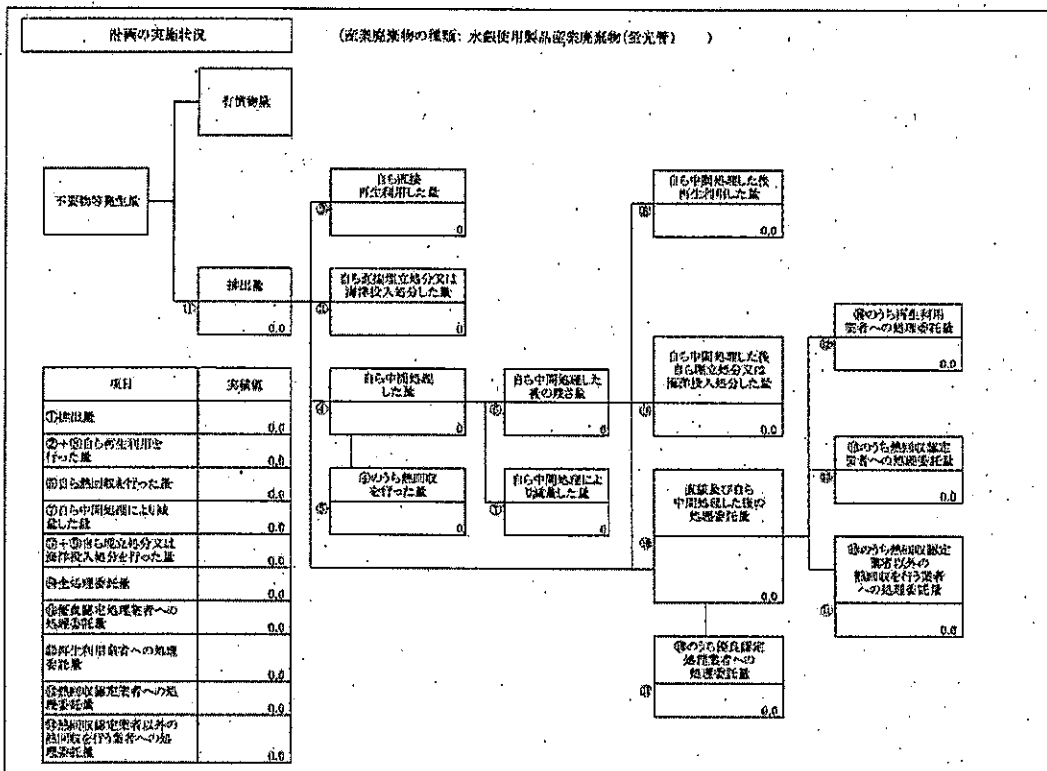 計画の実施状況
(産業廃棄物の種類: 水銀使用製品産業廃棄物(蛍光管) )
有償物量
不要物等発生量
排出量
①
0.0
自ら直接
再生利用した量
②
0
自ら直接埋立処分又は
海洋投入処分した量
③
0
自ら中間処理
した量
④
0
④のうち熱回収
を行った量
⑤
0
自ら中間処理した
後の残さ量
⑥
0
自ら中間処理によ
り減量した量
⑦
0
自ら中間処理した後
再生利用した量
⑧
0.0
自ら中間処理した後
自ら埋立処分又は
海洋投入処分した量
⑨
0.0
直接及び自ら
中間処理した後の
処理委託量
⑩
0.0
⑩のうち優良認定
処理業者への
処理委託量
⑪
0.0
⑩のうち再生利用
業者への処理委託量
⑫
0.0
⑩のうち熱回収認定
業者への処理委託量
⑬
0.0
⑩のうち熱回収認定
業者以外の
熱回収を行う業者
への処理委託量
⑭
0.0
項目 実績値
①排出量 0.0
②+⑧自ら再生利用を
行った量 0.0
⑤自ら熱回収を行った量 0.0
⑦自ら中間処理により減
量した量 0.0
③+⑨自ら埋立処分又は
海洋投入処分を行った量 0.0
⑩全処理委託量 0.0
⑪優良認定処理業者への
処理委託量 0.0
⑫再生利用業者への処理
委託量 0.0
⑬熱回収認定業者への処
理委託量 0.0
⑭熱回収認定業者以外の
熱回収を行う業者への処
理委託量 0.0